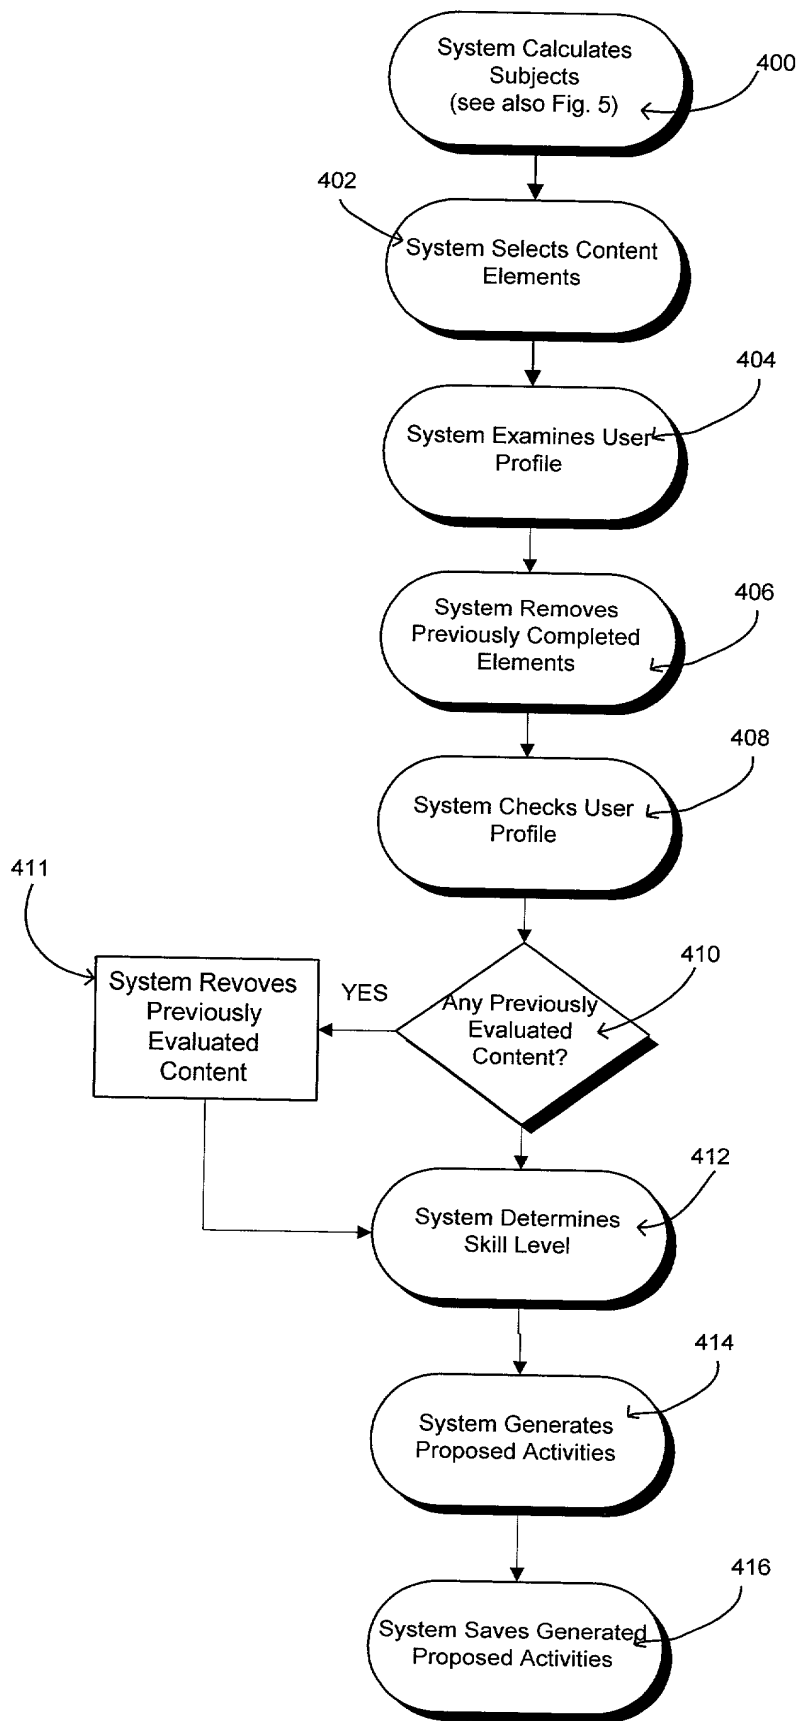 System Calculates
Subjects
(see also Fig. 5)
400
402
System Selects Content
Elements
404
System Examines User
Profile
406
System Removes
Previously Completed
Elements
408
System Checks User
Profile
411
System Revoves
Previously
Evaluated
Content
YES
410
Any Previously
Evaluated
Content?
412
System Determines
Skill Level
414
System Generates
Proposed Activities
416
System Saves Generated
Proposed Activities